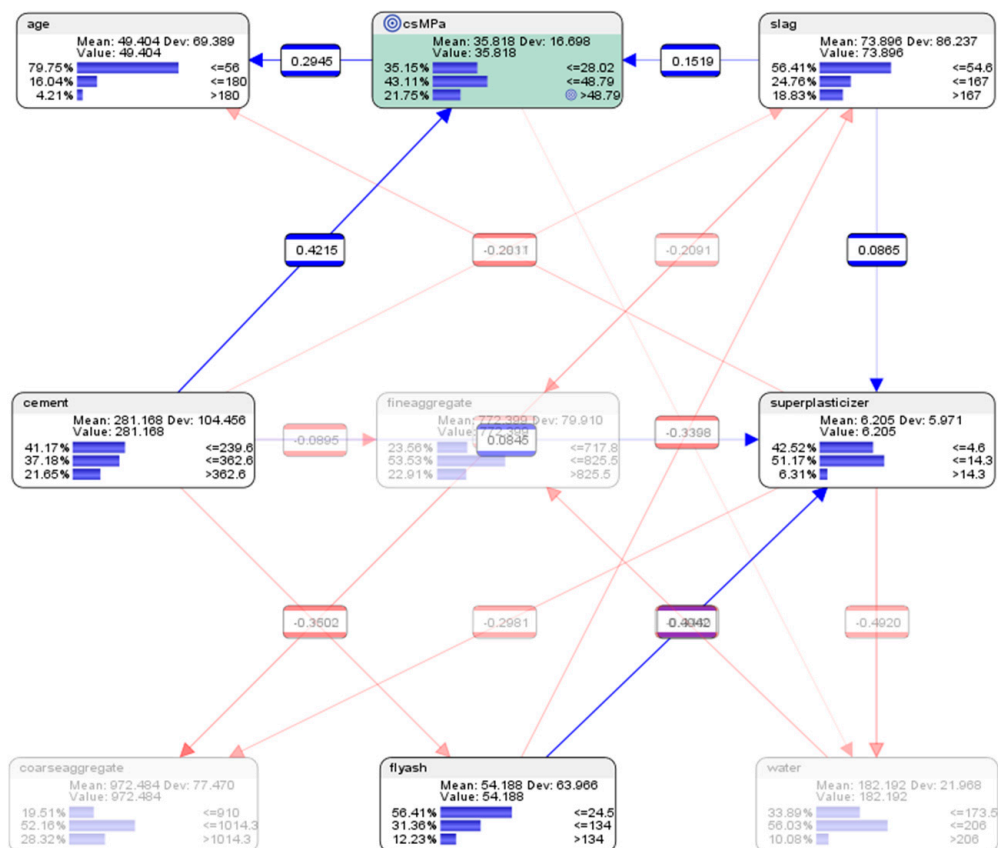 age
Mean: 49.404 Dev: 69.389
Value: 49.404
79.75% <=56
16.04% <=180
4.21% >180
0.2945
csMPa
Mean: 35.818 Dev: 16.698
Value: 35.818
35.15% <=28.02
43.11% <=48.79
21.75% >48.79
0.1519
slag
Mean: 73.896 Dev: 86.237
Value: 73.896
56.41% <=54.6
24.76% <=167
18.83% >167
0.4215
-0.2091
0.0865
cement
Mean: 281.168 Dev: 104.456
Value: 281.168
41.17% <=239.6
37.18% <=362.6
21.65% >362.6
-0.0895
fineaggregate
Mean: 772.399 Dev: 79.910
Value: 772.399
23.56% <=717.8
53.53% <=825.5
22.91% >825.5
0.0845
-0.3398
superplasticizer
Mean: 6.205 Dev: 5.971
Value: 6.205
42.52% <=4.6
51.17% <=14.3
6.31% >14.3
-0.3502
-0.2981
-0.4920
coarseaggregate
Mean: 972.484 Dev: 77.470
Value: 972.484
19.51% <=910
52.16% <=1014.3
28.32% >1014.3
flyash
Mean: 54.188 Dev: 63.966
Value: 54.188
56.41% <=24.5
31.36% <=134
12.23% >134
water
Mean: 182.192 Dev: 21.968
Value: 182.192
33.89% <=173.5
56.03% <=206
10.08% >206